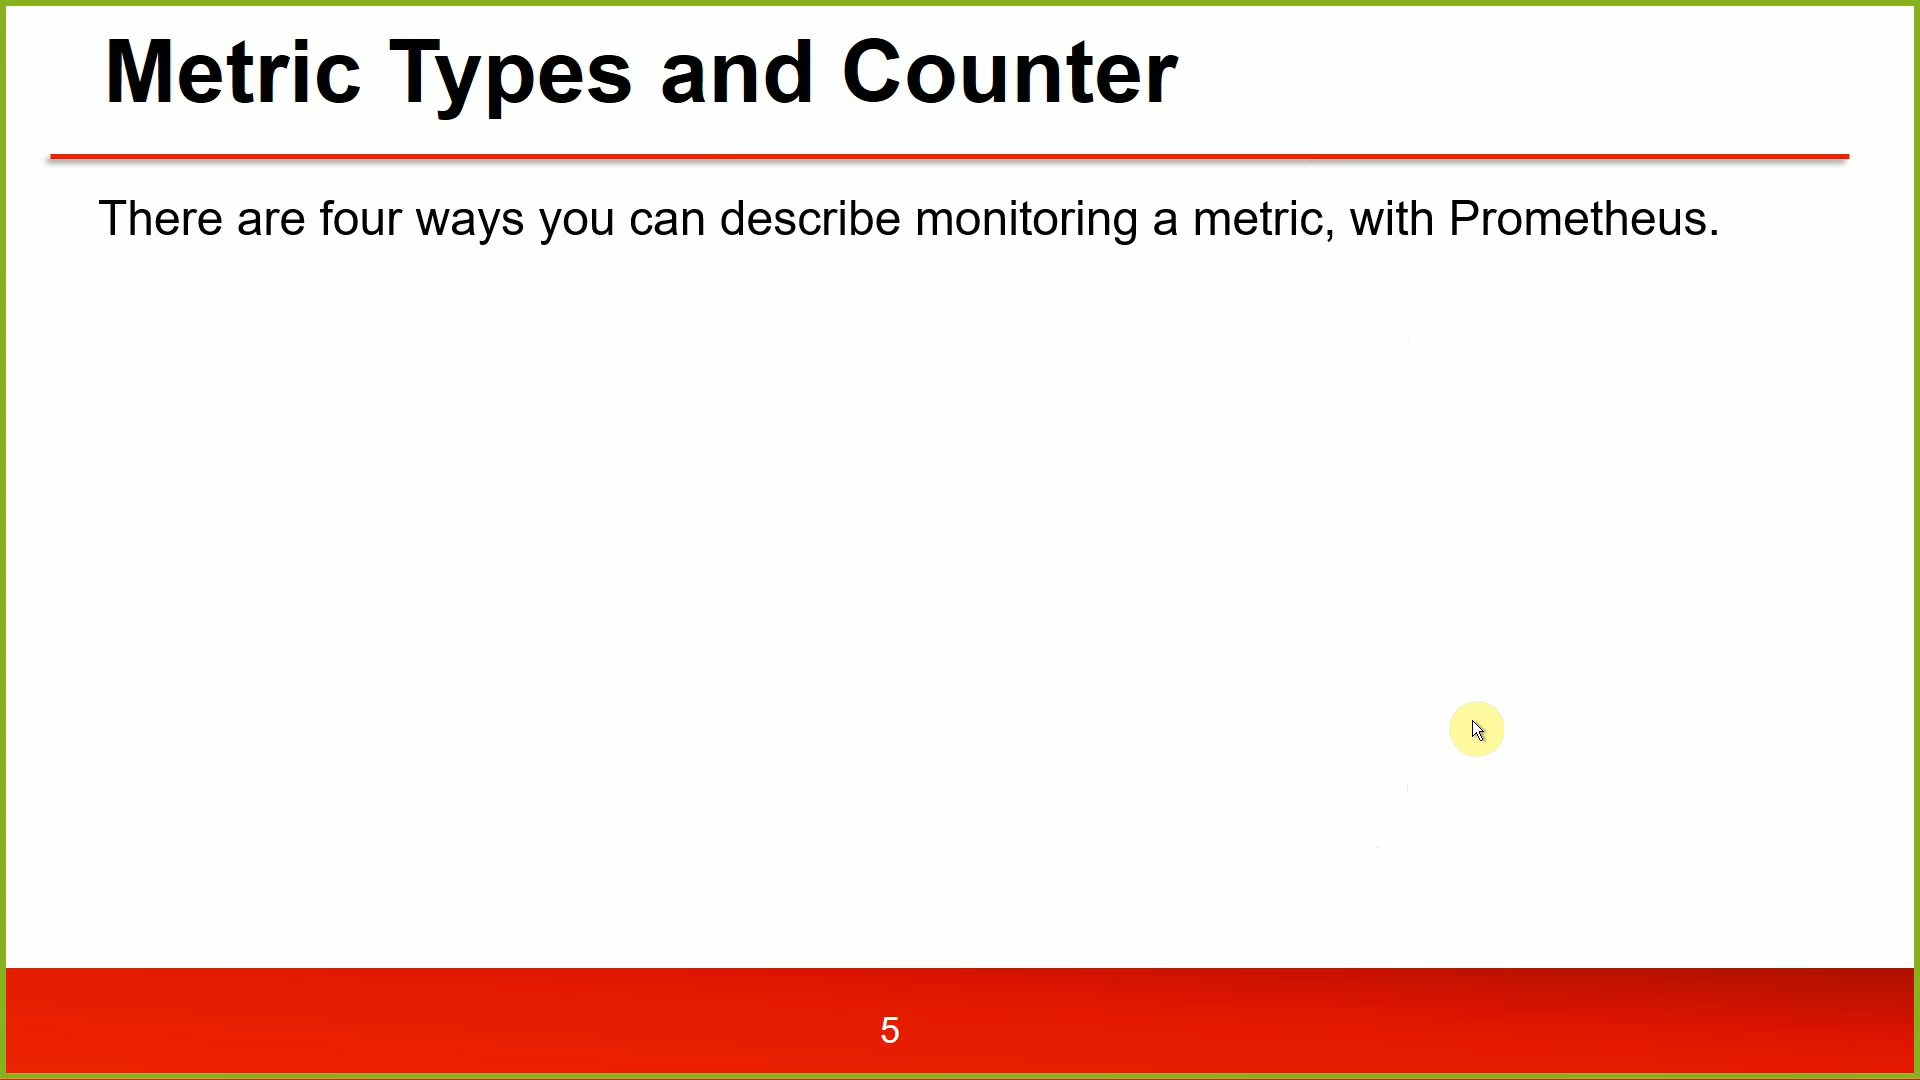 Metric Types and Counter
There are four ways you can describe monitoring a metric, with Prometheus.
5